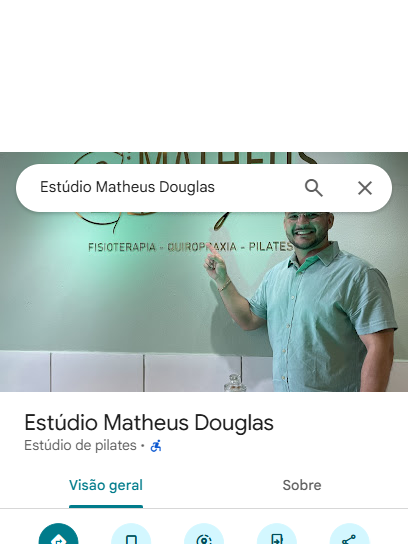 MATHEUS
Estúdio Matheus Douglas
FISIOTERAPIA - QUIROPRAXIA - PILATES
Estúdio Matheus Douglas
Estúdio de pilates •
Visão geral
Sobre